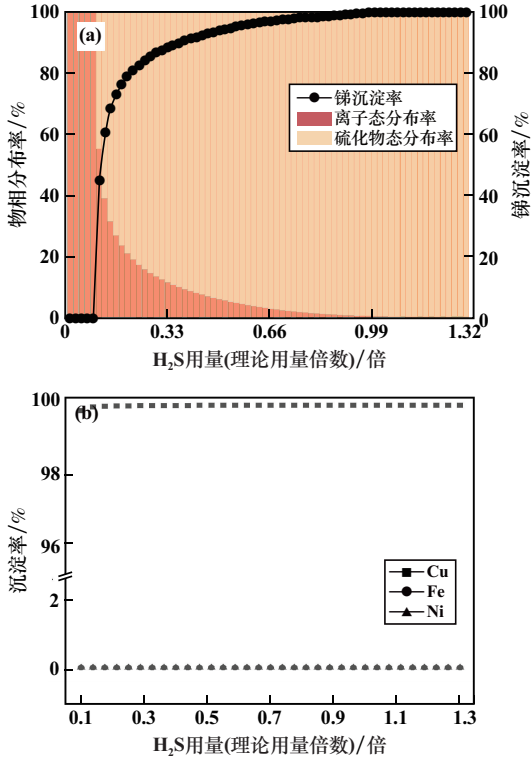 (a)
100
80
60
40
20
0
物相分布率/%
100
80
60
40
20
0
锑沉淀率/%
锑沉淀率
离子态分布率
硫化物态分布率
0 0.33 0.66 0.99 1.32
H₂S用量(理论用量倍数)/倍
(b)
100
98
96
2
0
沉淀率/%
Cu
Fe
Ni
0.1 0.3 0.5 0.7 0.9 1.1 1.3
H₂S用量(理论用量倍数)/倍